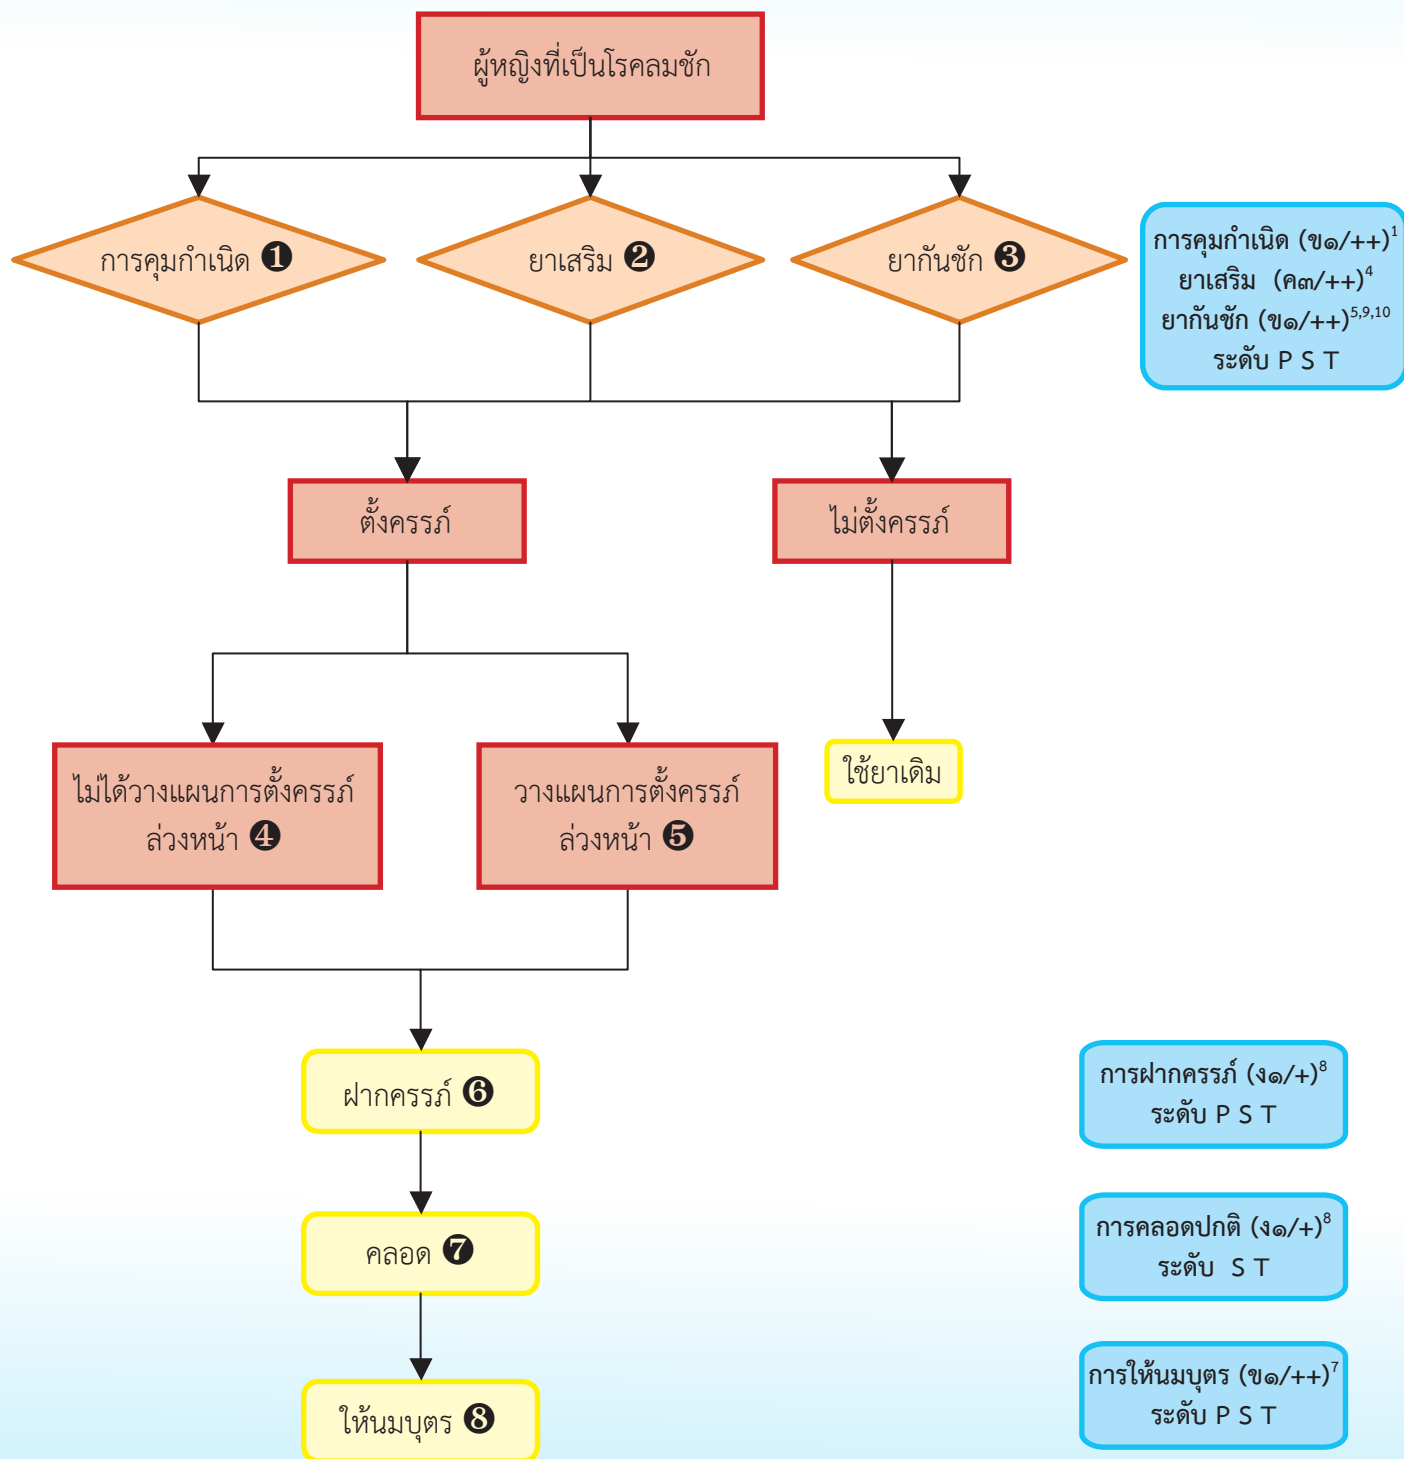 ผู้หญิงที่เป็นโรคลมชัก
การคุมกำเนิด ❶
ยาเสริม ❷
ยากันชัก ❸
การคุมกำเนิด (ข๑/++)¹
ยาเสริม (ค๓/++)⁴
ยากันชัก (ข๑/++)⁵,⁹,¹⁰
ระดับ P S T
ตั้งครรภ์
ไม่ตั้งครรภ์
ไม่ได้วางแผนการตั้งครรภ์
ล่วงหน้า ❹
วางแผนการตั้งครรภ์
ล่วงหน้า ❺
ใช้ยาเดิม
ฝากครรภ์ ❻
การฝากครรภ์ (ง๑/+)⁸
ระดับ P S T
คลอด ❼
การคลอดปกติ (ง๑/+)⁸
ระดับ S T
ให้นมบุตร ❽
การให้นมบุตร (ข๑/++)⁷
ระดับ P S T